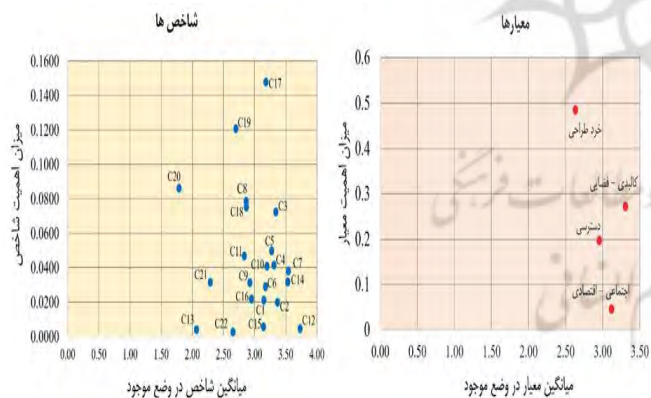 شاخص ها
میزان اهمیت شاخص
0.1600
0.1400
0.1200
0.1000
0.0800
0.0600
0.0400
0.0200
0.0000
C17
C19
C20
C8
C18
C3
C5
C11
C10
C4
C7
C21
C9
C6
C14
C16
C1
C2
C13
C22
C15
C12
0.00 0.50 1.00 1.50 2.00 2.50 3.00 3.50 4.00
میانگین شاخص در وضع موجود
معیارها
میزان اهمیت معیار
0.6
0.5
0.4
0.3
0.2
0.1
0
خرد طراحی
کالبدی - فضایی
دسترسی
اجتماعی - اقتصادی
0.00 0.50 1.00 1.50 2.00 2.50 3.00 3.50
میانگین معیار در وضع موجود